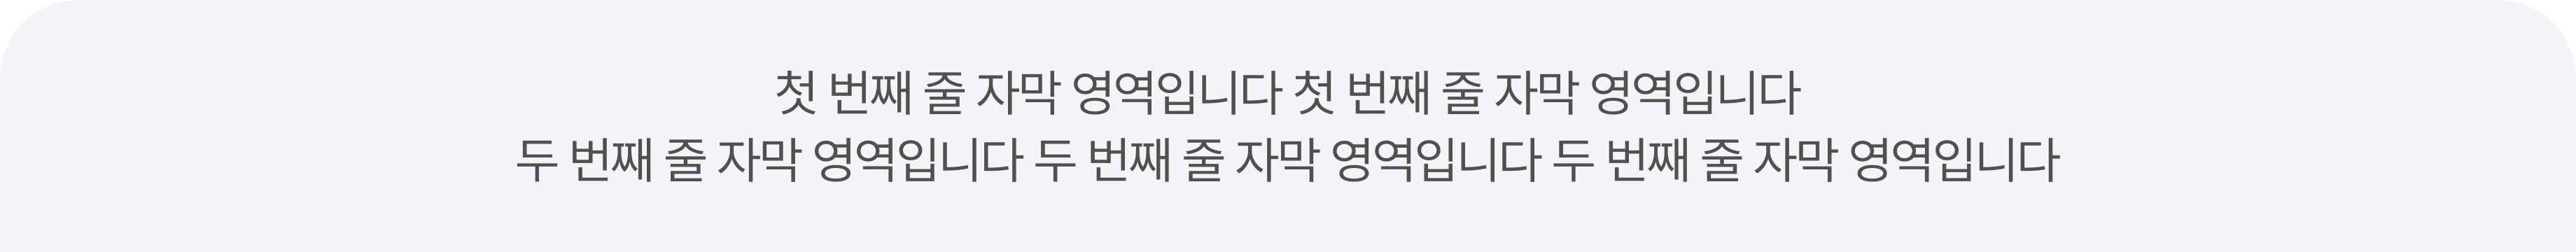 첫 번째 줄 자막 영역입니다 첫 번째 줄 자막 영역입니다
두 번째 줄 자막 영역입니다 두 번째 줄 자막 영역입니다 두 번째 줄 자막 영역입니다